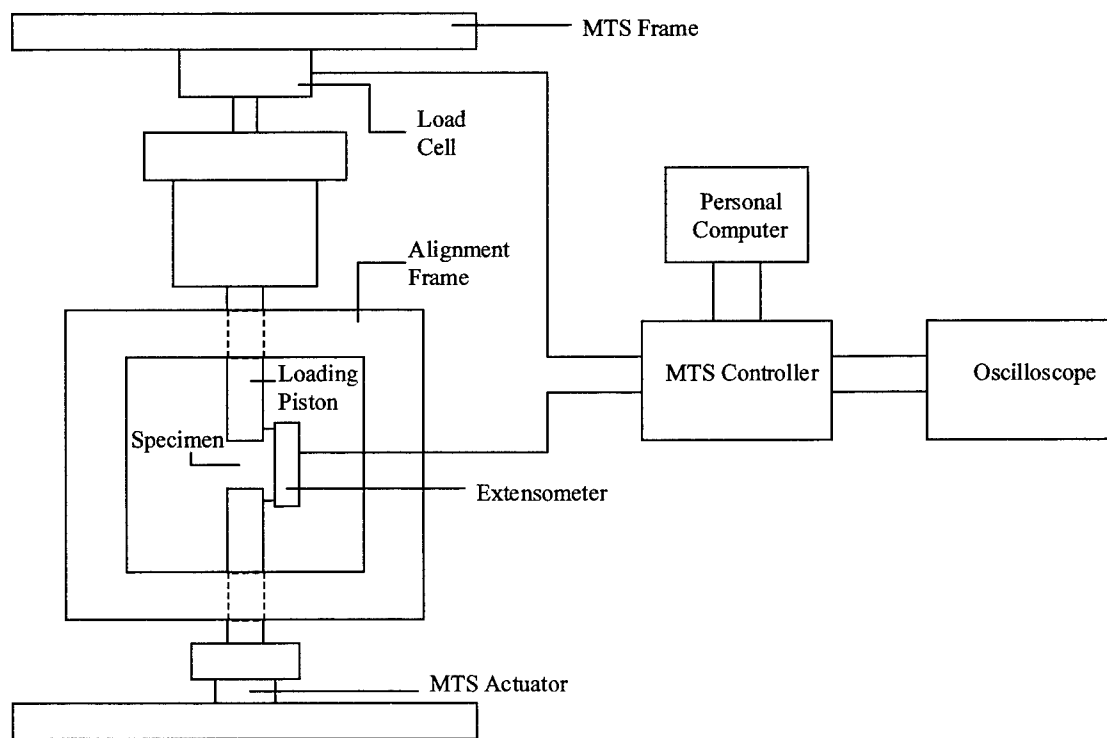 MTS Frame
Load
Cell
Personal
Computer
Alignment
Frame
Loading
Piston
MTS Controller
Oscilloscope
Specimen
Extensometer
MTS Actuator